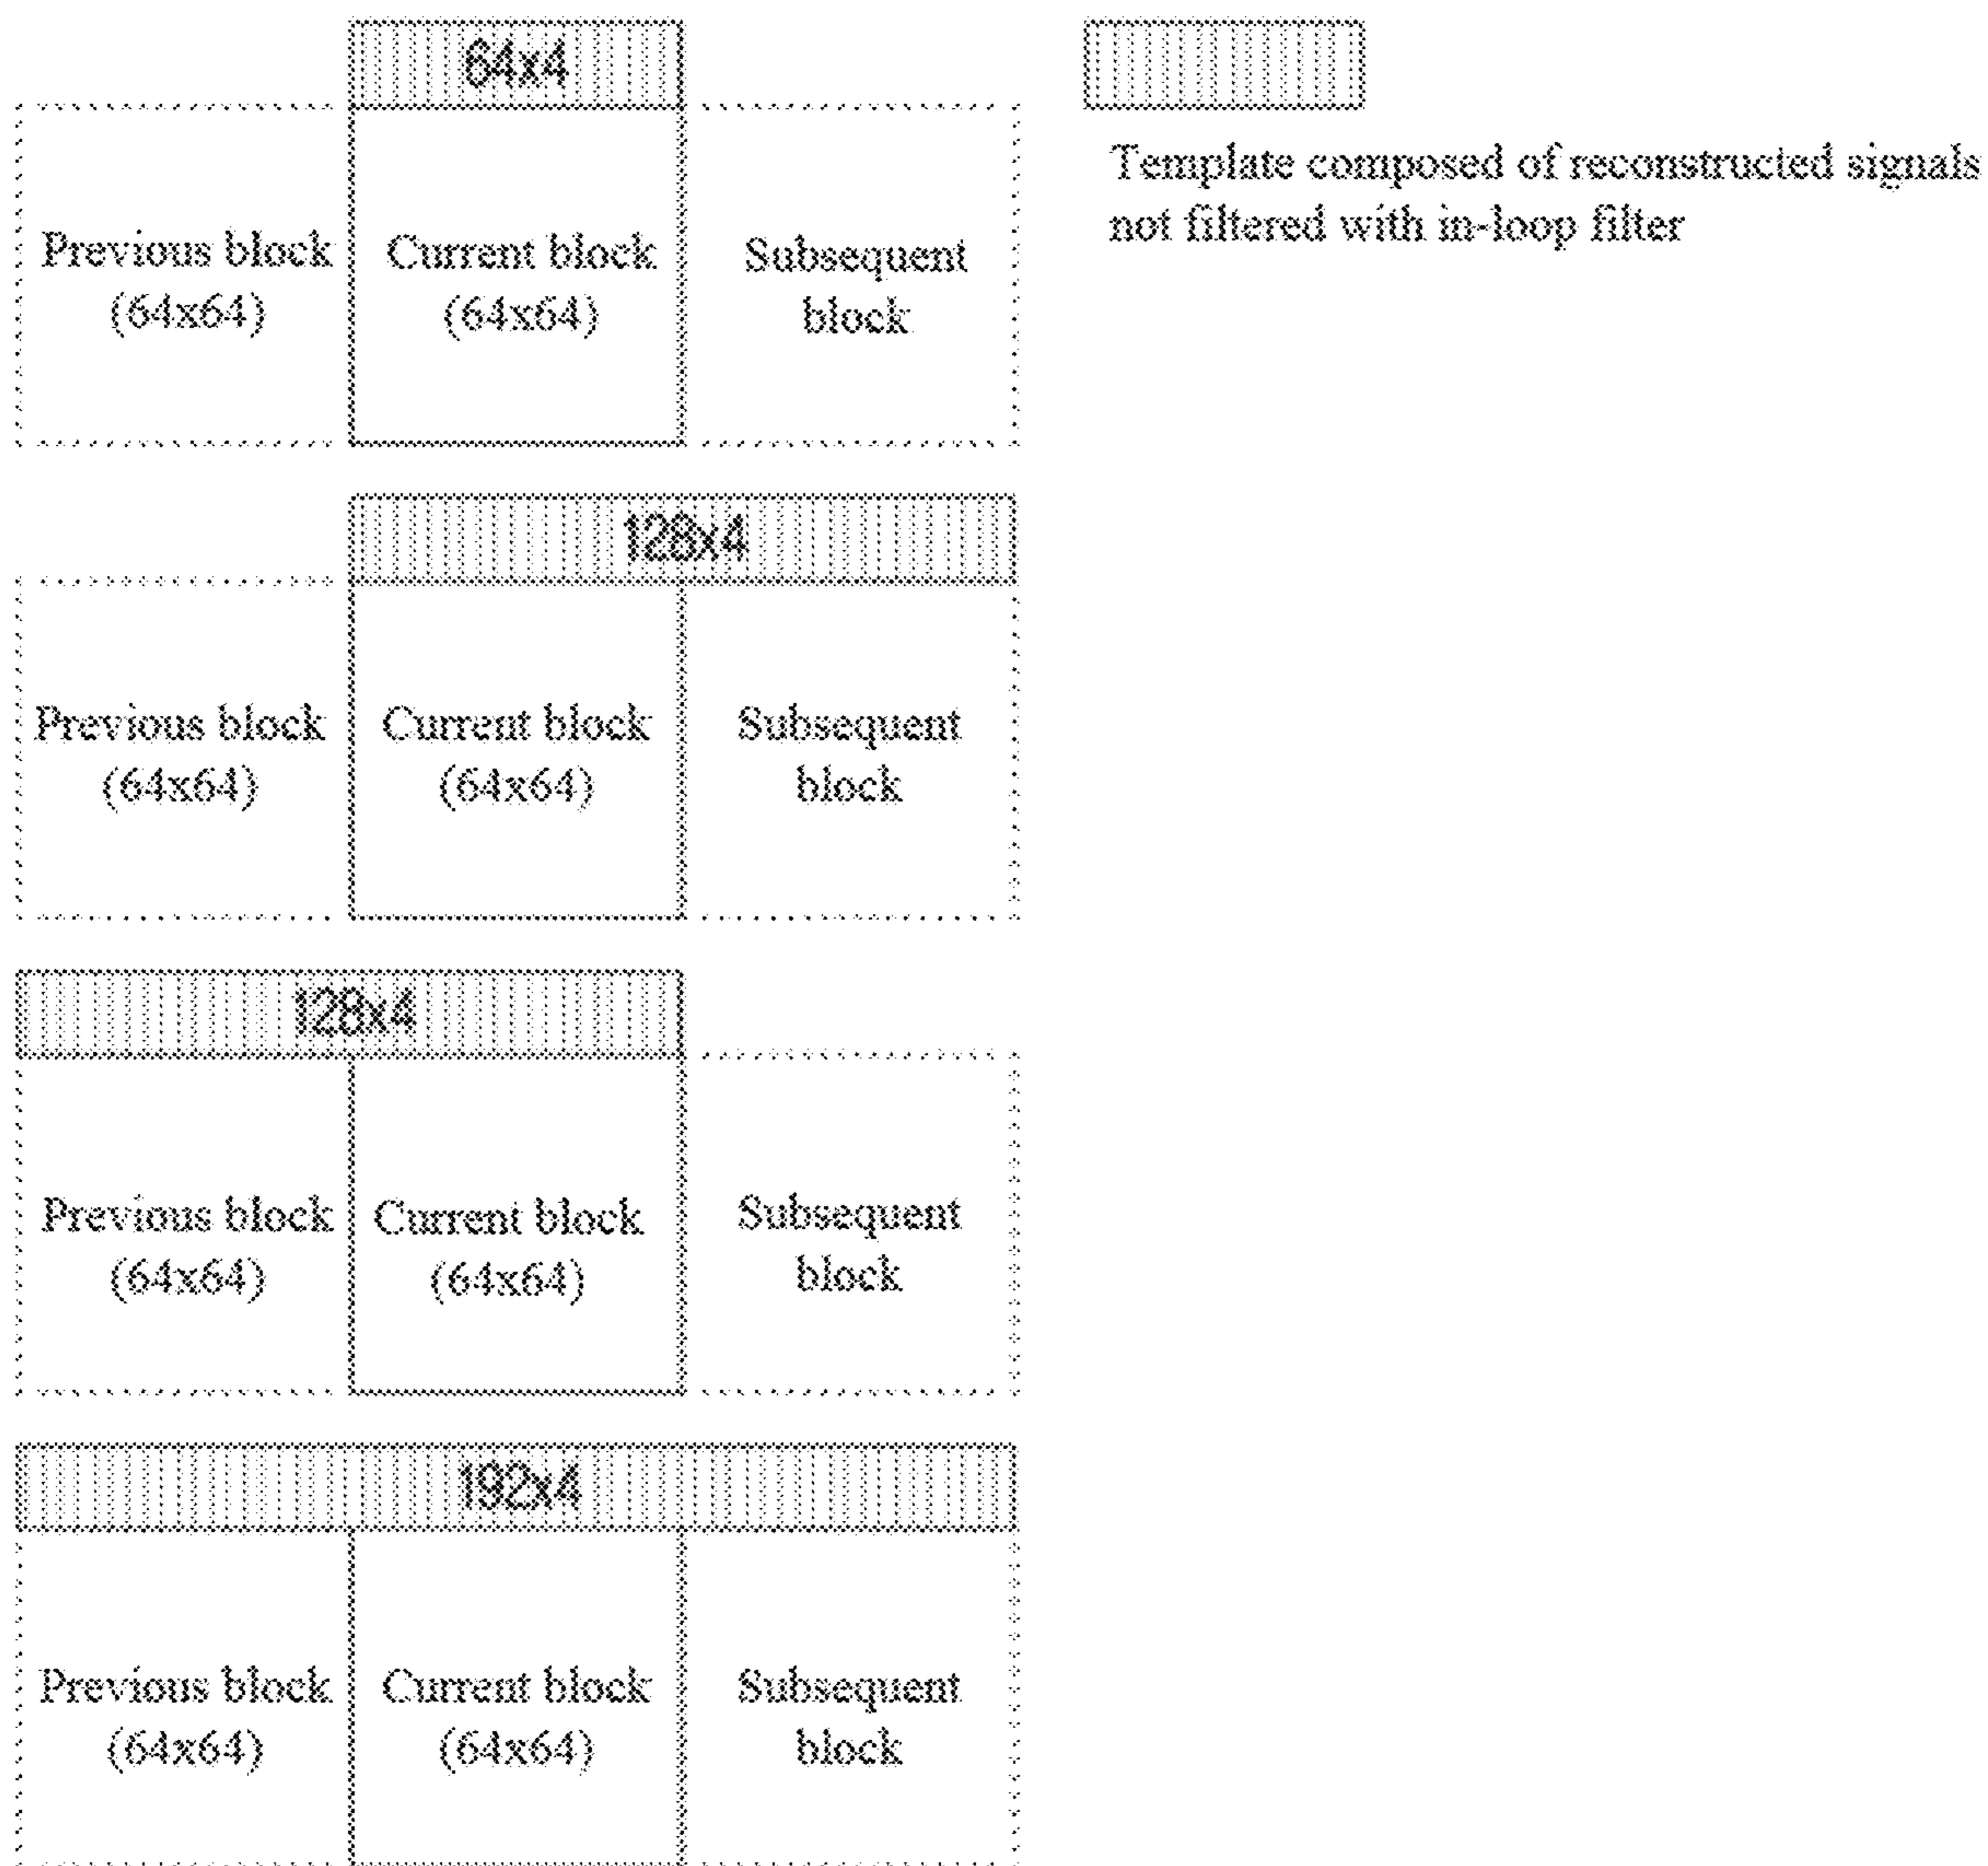 64x4
Template composed of reconstructed signals
not filtered with in-loop filter
Previous block
(64x64)
Current block
(64x64)
Subsequent
block
128x4
Previous block
(64x64)
Current block
(64x64)
Subsequent
block
128x4
Previous block
(64x64)
Current block
(64x64)
Subsequent
block
192x4
Previous block
(64x64)
Current block
(64x64)
Subsequent
block